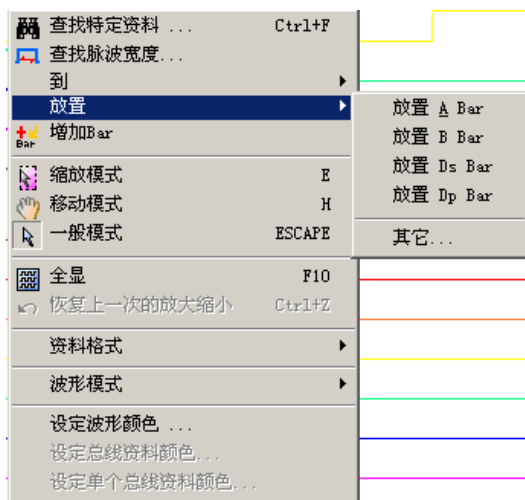 查找特定资料 ... Ctrl+F
查找脉波宽度...
到
放置
增加Bar
缩放模式 E
移动模式 H
一般模式 ESCAPE
全显 F10
恢复上一次的放大缩小 Ctrl+Z
资料格式
波形模式
设定波形颜色 ...
设定总线资料颜色...
设定单个总线资料颜色...
放置 A Bar
放置 B Bar
放置 Ds Bar
放置 Dp Bar
其它...
Bar